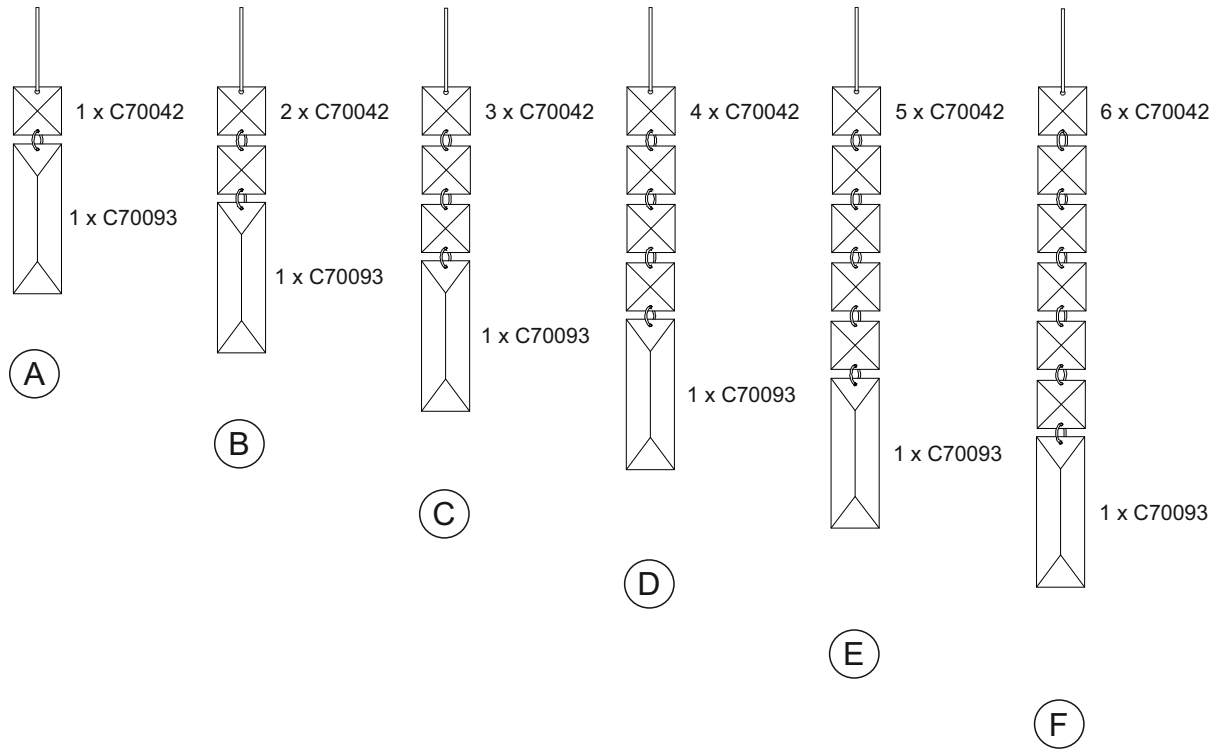 1 x C70042
2 x C70042
3 x C70042
4 x C70042
5 x C70042
6 x C70042
1 x C70093
1 x C70093
1 x C70093
1 x C70093
1 x C70093
1 x C70093
A
B
C
D
E
F